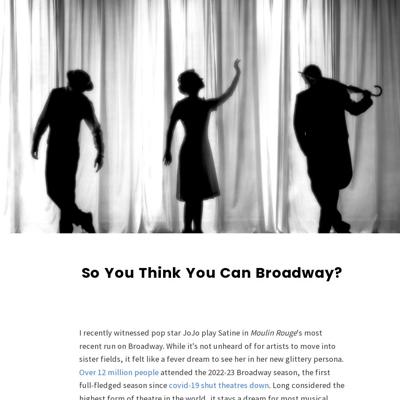 So You Think You Can Broadway?
I recently witnessed pop star JoJo play Satine in Moulin Rouge's most
recent run on Broadway. While it's not unheard of for artists to move into
sister fields, it felt like a fever dream to see her in her new glittery persona.
Over 12 million people attended the 2022-23 Broadway season, the first
full-fledged season since covid-19 shut theatres down. Long considered the
highest form of theatre in the world, it stays a dream for most musical